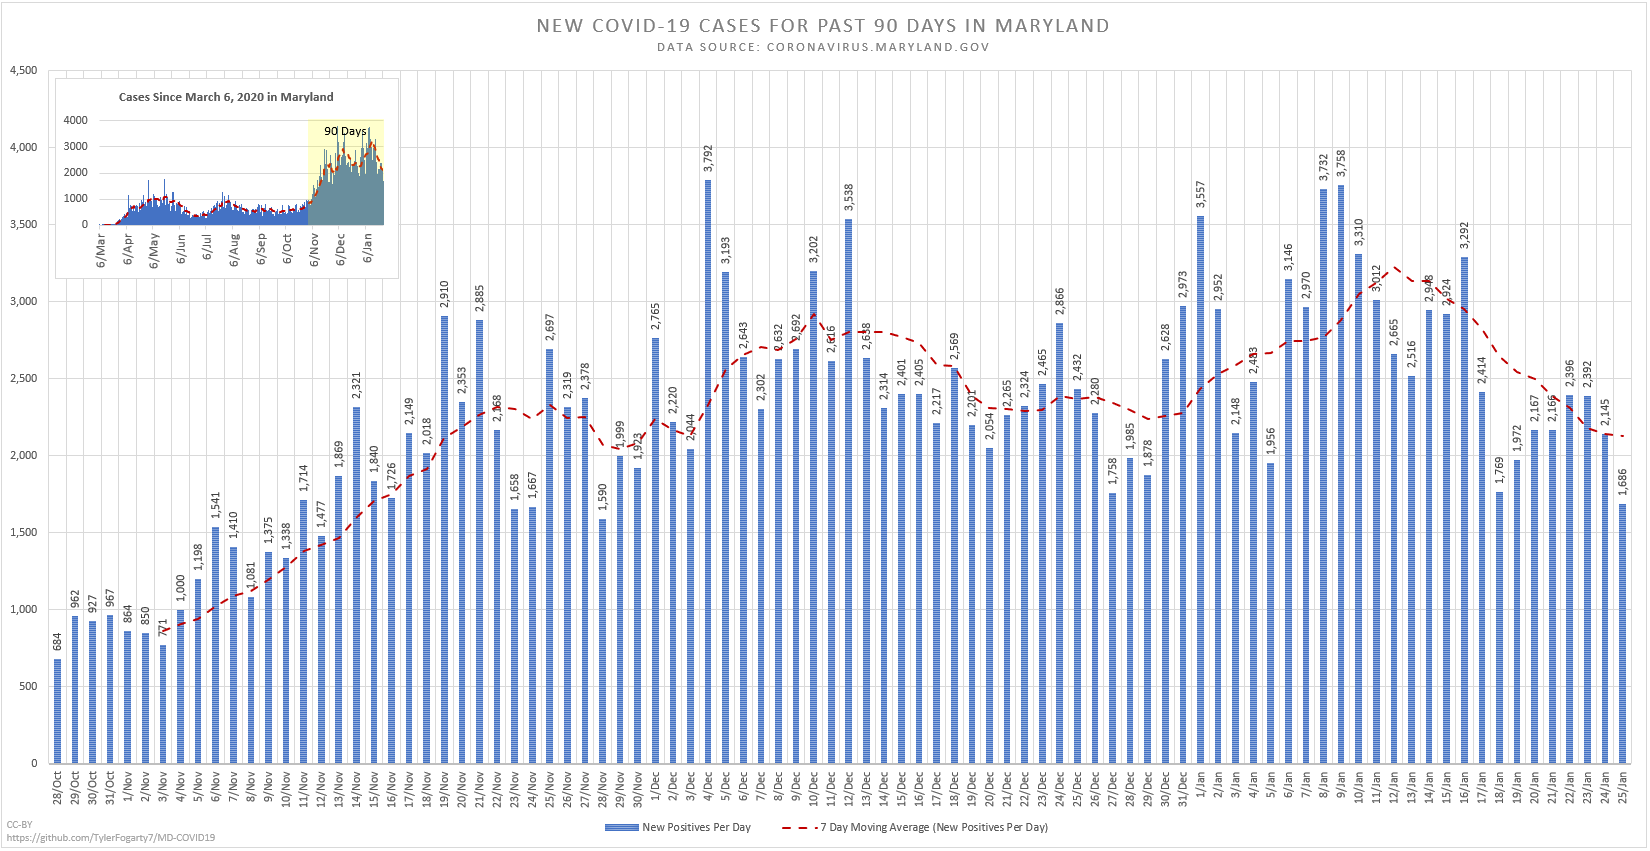 NEW COVID-19 CASES FOR PAST 90 DAYS IN MARYLAND
DATA SOURCE: CORONAVIRUS.MARYLAND.GOV
4,500
4,000
3,500
3,000
2,500
2,000
1,500
1,000
500
0
Cases Since March 6, 2020 in Maryland
90 Days
4000
3000
2000
1000
0
6/Mar
6/Apr
6/May
6/Jun
6/Jul
6/Aug
6/Sep
6/Oct
6/Nov
6/Dec
6/Jan
684
962
927
967
864
850
771
1,000
1,198
1,541
1,410
1,081
1,375
1,338
1,714
1,477
1,869
2,321
1,840
1,726
2,149
2,018
2,910
2,353
2,885
2,168
1,658
1,667
2,697
2,319
2,378
1,590
1,999
1,923
2,765
2,220
2,044
3,792
3,193
2,643
2,302
2,632
2,692
3,202
2,616
3,538
2,638
2,314
2,401
2,405
2,217
2,569
2,201
2,054
2,265
2,324
2,465
2,866
2,432
2,280
1,758
1,985
1,878
2,628
2,973
3,557
2,952
2,148
2,483
1,956
3,146
2,970
3,732
3,758
3,310
3,012
2,665
2,516
2,948
2,924
3,292
2,414
1,769
1,972
2,167
2,166
2,396
2,392
2,145
1,686
28/Oct
29/Oct
30/Oct
31/Oct
1/Nov
2/Nov
3/Nov
4/Nov
5/Nov
6/Nov
7/Nov
8/Nov
9/Nov
10/Nov
11/Nov
12/Nov
13/Nov
14/Nov
15/Nov
16/Nov
17/Nov
18/Nov
19/Nov
20/Nov
21/Nov
22/Nov
23/Nov
24/Nov
25/Nov
26/Nov
27/Nov
28/Nov
29/Nov
30/Nov
1/Dec
2/Dec
3/Dec
4/Dec
5/Dec
6/Dec
7/Dec
8/Dec
9/Dec
10/Dec
11/Dec
12/Dec
13/Dec
14/Dec
15/Dec
16/Dec
17/Dec
18/Dec
19/Dec
20/Dec
21/Dec
22/Dec
23/Dec
24/Dec
25/Dec
26/Dec
27/Dec
28/Dec
29/Dec
30/Dec
31/Dec
1/Jan
2/Jan
3/Jan
4/Jan
5/Jan
6/Jan
7/Jan
8/Jan
9/Jan
10/Jan
11/Jan
12/Jan
13/Jan
14/Jan
15/Jan
16/Jan
17/Jan
18/Jan
19/Jan
20/Jan
21/Jan
22/Jan
23/Jan
24/Jan
25/Jan
New Positives Per Day
7 Day Moving Average (New Positives Per Day)
CC-BY
https://github.com/TylerFogarty7/MD-COVID19